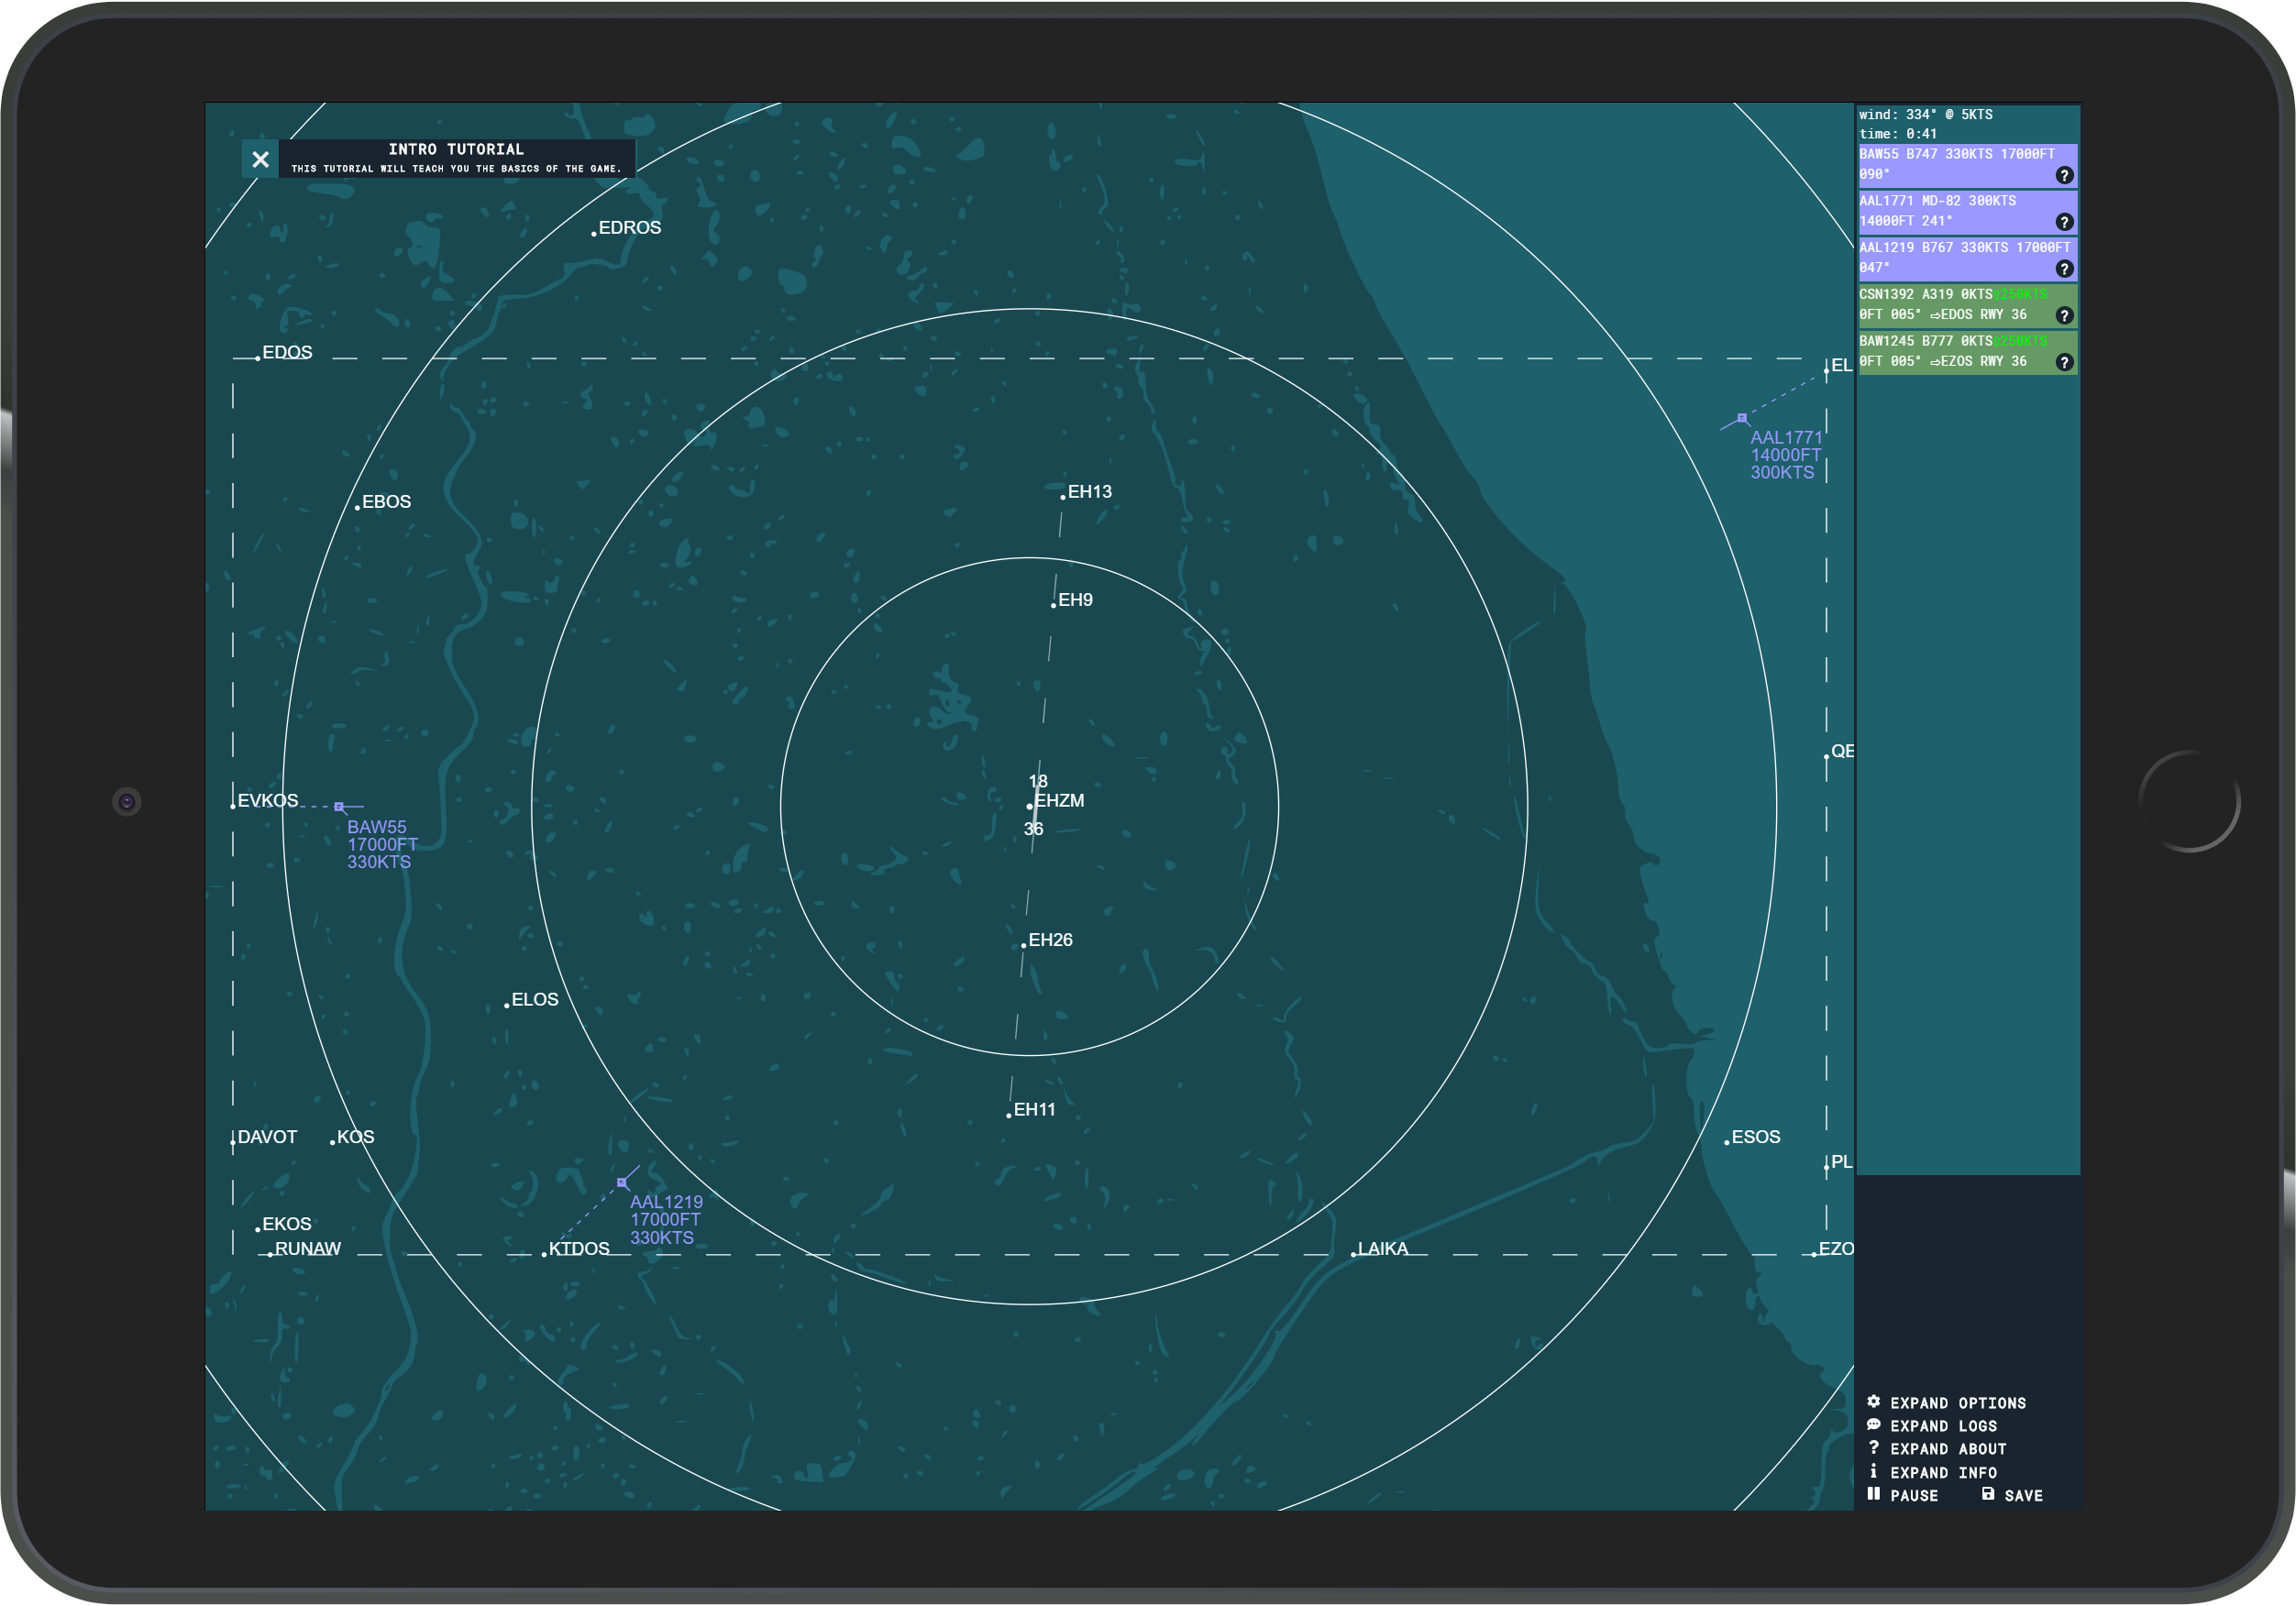 INTRO TUTORIAL
THIS TUTORIAL WILL TEACH YOU THE BASICS OF THE GAME.
EDROS
EDOS
EL
AAL1771
14000FT
300KTS
EH13
EBOS
EH9
QE
18
EHZM
36
EVKOS
BAW55
17000FT
330KTS
EH26
ELOS
EH11
DAVOT
KOS
ESOS
PL
AAL1219
17000FT
330KTS
EKOS
RUNAW
KTDOS
LAIKA
EZO
wind: 334° @ 5KTS
time: 0:41
BAW55 B747 330KTS 17000FT
090°
?
AAL1771 MD-82 300KTS
14000FT 241°
?
AAL1219 B767 330KTS 17000FT
047°
?
CSN1392 A319 0KTS
0FT 005° ⇨EDOS RWY 36
?
BAW1245 B777 0KTS
0FT 005° ⇨EZOS RWY 36
?
EXPAND OPTIONS
EXPAND LOGS
? EXPAND ABOUT
i EXPAND INFO
PAUSE SAVE